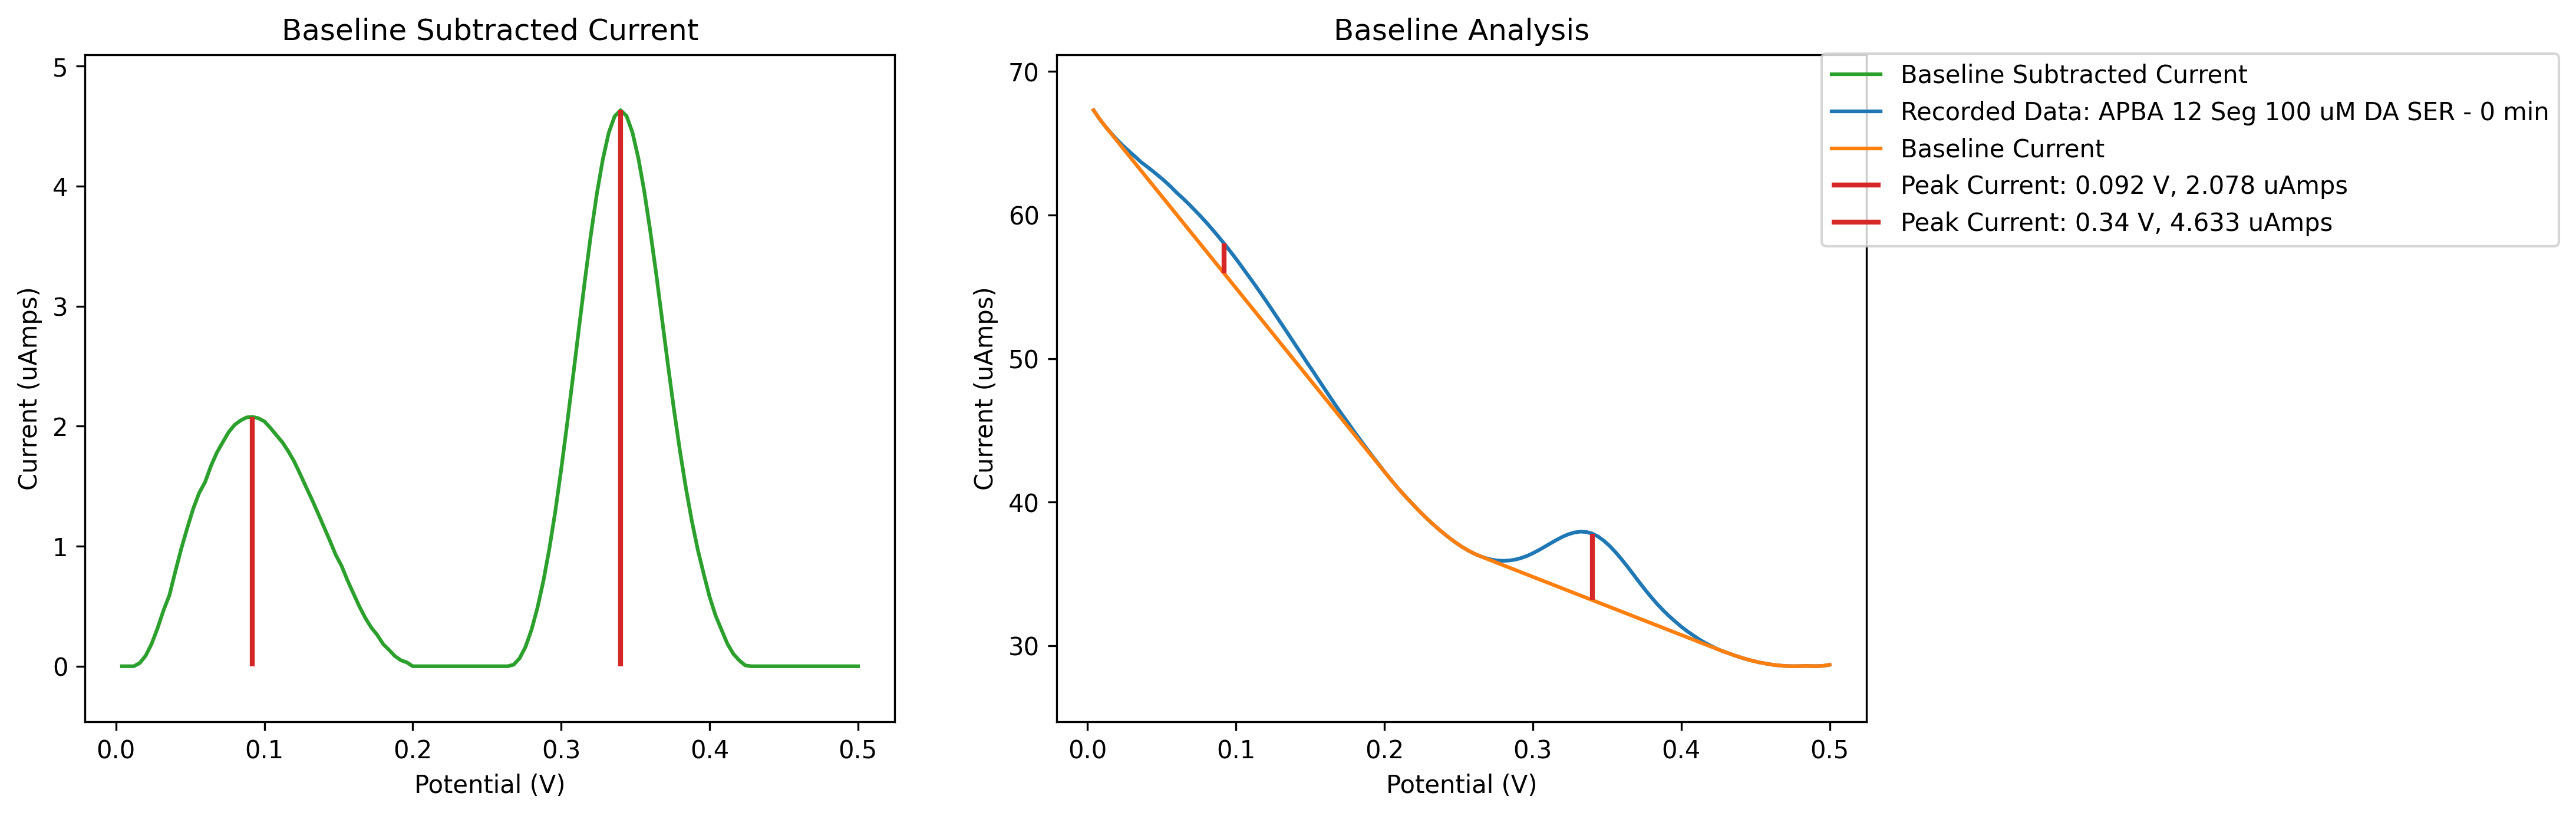 Baseline Subtracted Current
5
4
3
2
1
0
Current (uAmps)
0.0 0.1 0.2 0.3 0.4 0.5
Potential (V)
Baseline Analysis
70
60
50
40
30
Current (uAmps)
0.0 0.1 0.2 0.3 0.4 0.5
Potential (V)
Baseline Subtracted Current
Recorded Data: APBA 12 Seg 100 uM DA SER - 0 min
Baseline Current
Peak Current: 0.092 V, 2.078 uAmps
Peak Current: 0.34 V, 4.633 uAmps